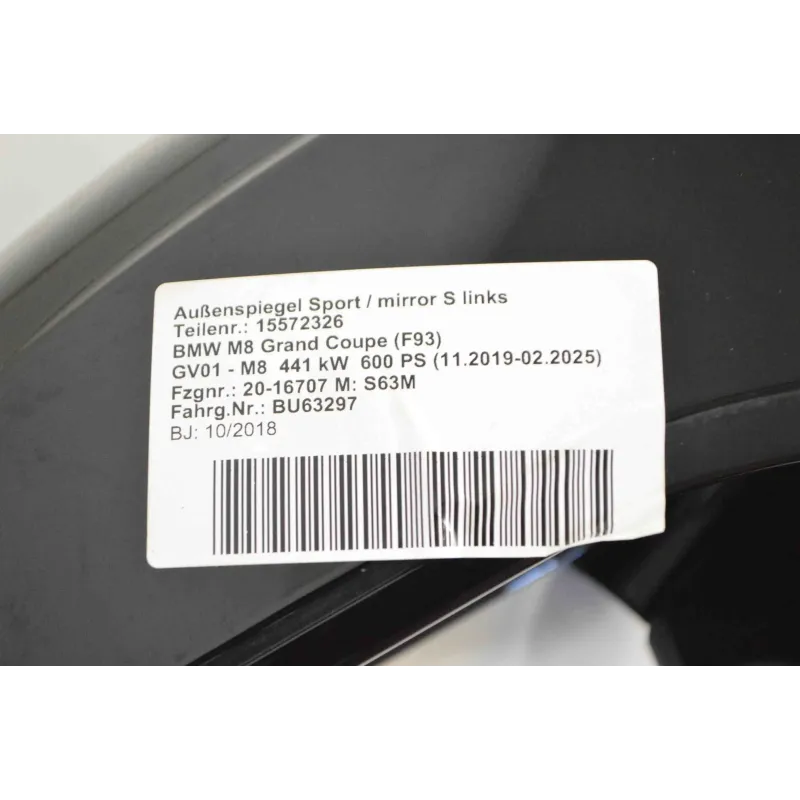 Außenspiegel Sport / mirror S links
Teilenr.: 15572326
BMW M8 Grand Coupe (F93)
GV01 - M8 441 kW 600 PS (11.2019-02.2025)
Fzgnr.: 20-16707 M: S63M
Fahrg.Nr.: BU63297
BJ: 10/2018